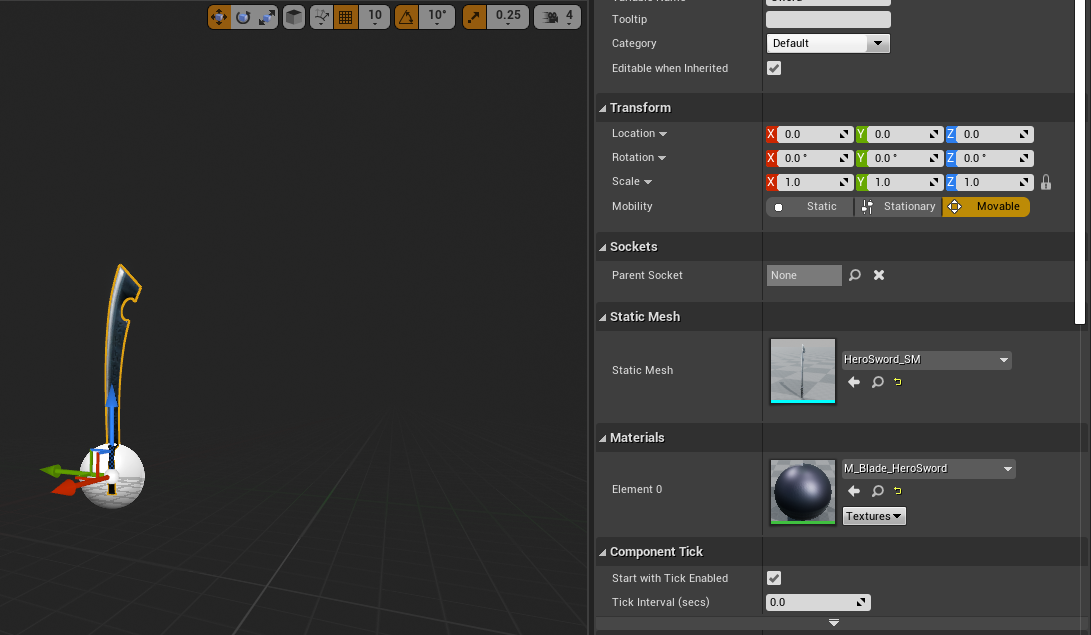 10 10° 0.25 4
Tooltip
Category Default
Editable when Inherited
Transform
Location X 0.0 Y 0.0 Z 0.0
Rotation X 0.0 ° Y 0.0 ° Z 0.0 °
Scale X 1.0 Y 1.0 Z 1.0
Mobility Static Stationary Movable
Sockets
Parent Socket None
Static Mesh
Static Mesh HeroSword_SM
Materials
Element 0 M_Blade_HeroSword
Textures
Component Tick
Start with Tick Enabled
Tick Interval (secs) 0.0